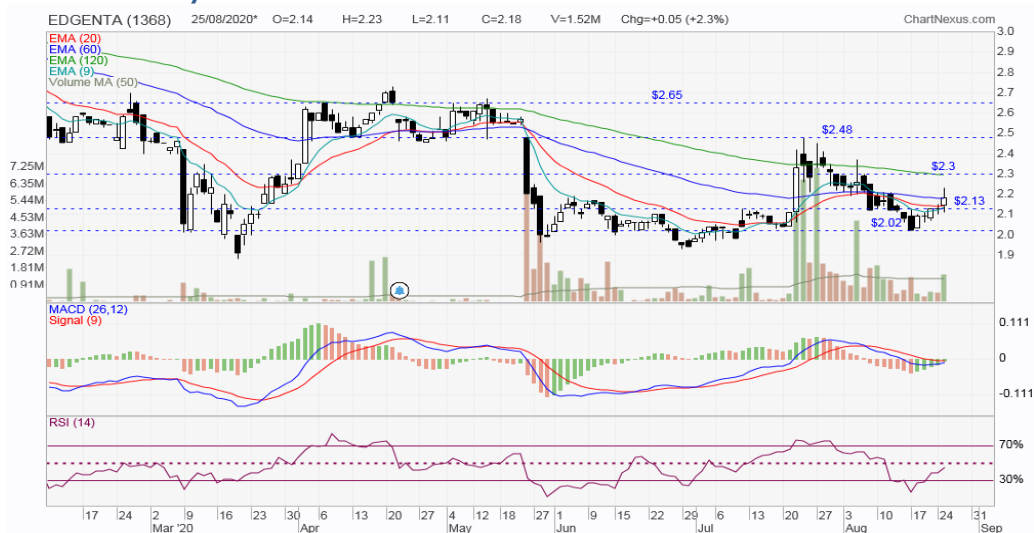 EDGENTA (1368) 25/08/2020* O=2.14 H=2.23 L=2.11 C=2.18 V=1.52M Chg=+0.05 (+2.3%) ChartNexus.com
EMA (20)
EMA (60)
EMA (120)
EMA (9)
Volume MA (50)
3.0
2.9
2.8
2.7
2.6
2.5
2.4
2.3
2.2
2.1
2.0
1.9
$2.65
$2.48
$2.3
$2.13
$2.02
7.25M
6.35M
5.44M
4.53M
3.63M
2.72M
1.81M
0.91M
MACD (26,12)
Signal (9)
0.111
0
-0.111
RSI (14)
70%
30%
17 24 9 16 23 30 6 13 20 27 4 12 18 27 1 9 15 22 29 6 13 20 27 3 10 17 24 31
Mar '20 Apr May Jun Jul Aug Sep